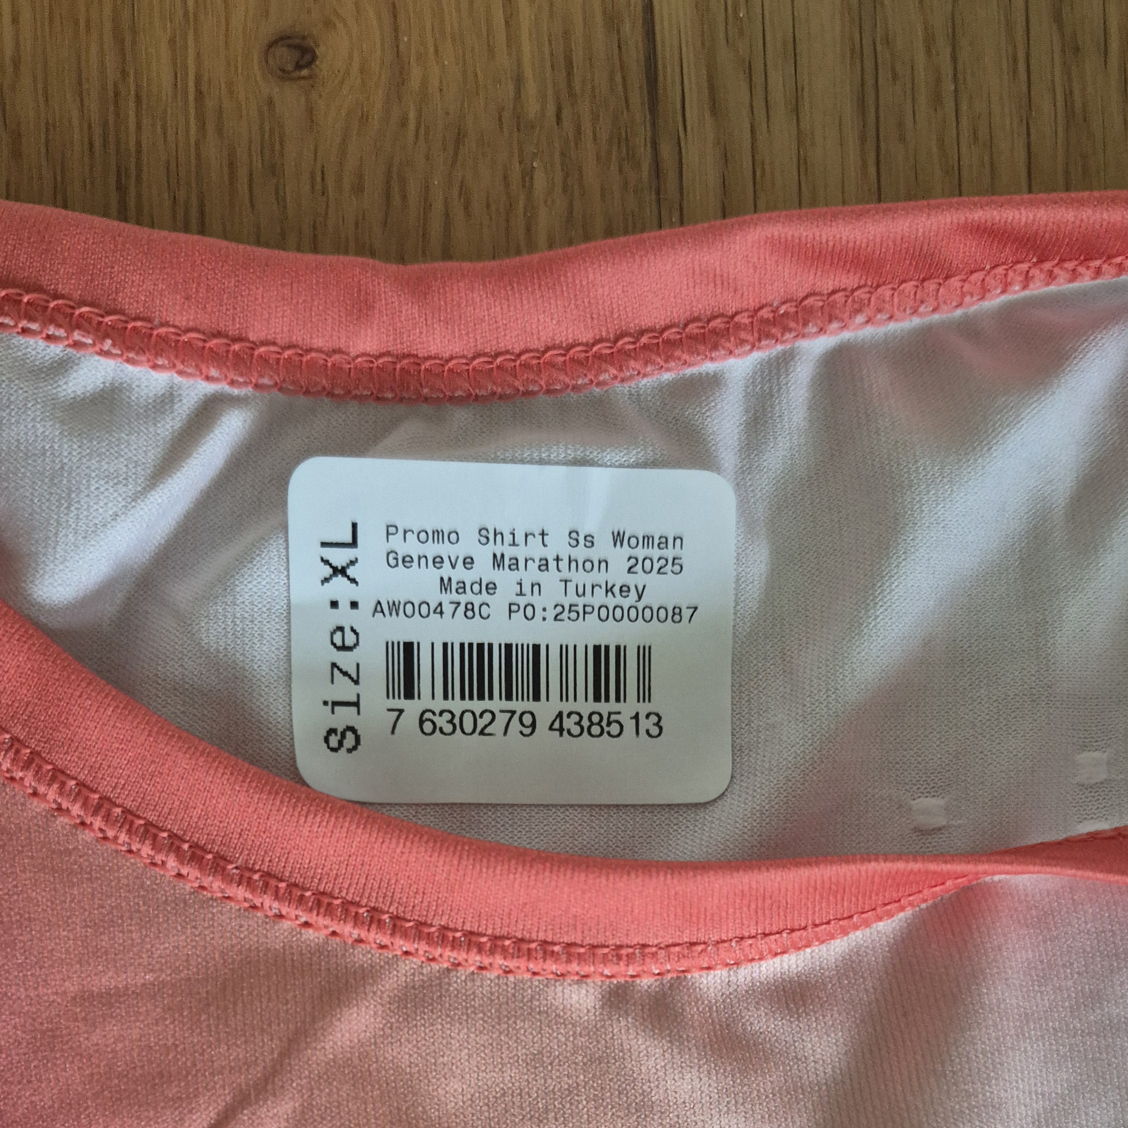 Size:XL
Promo Shirt Ss Woman
Geneve Marathon 2025
Made in Turkey
AW00478C PO:25P0000087
7 630279 438513